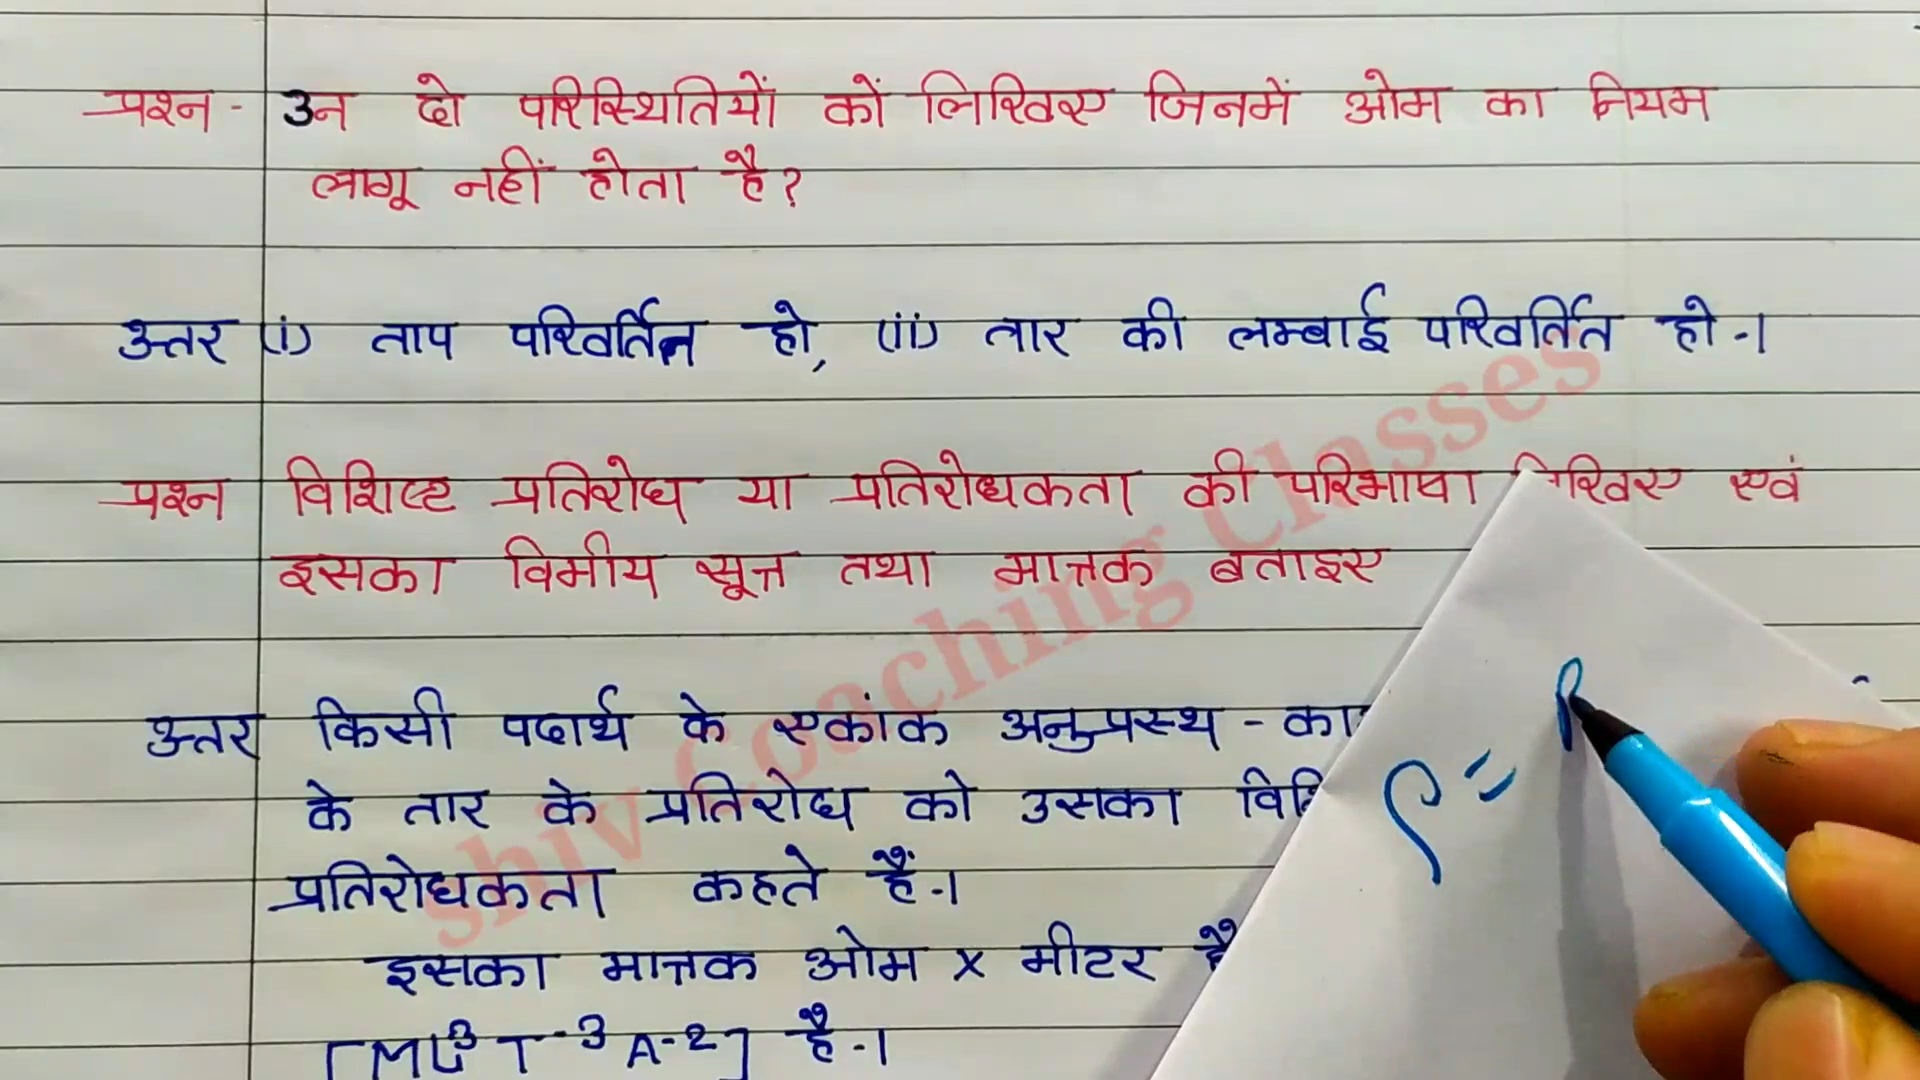 प्रश्न - उन दो परिस्थितियों को लिखिए जिनमें ओम का नियम
लागू नहीं होता है?
उत्तर (i) ताप परिवर्तित हो, (ii) तार की लम्बाई परिवर्तित हो।
प्रश्न विशिष्ट प्रतिरोध या प्रतिरोधकता की परिभाषा लिखिए एवं
इसका विमीय सूत्र तथा मात्रक बताइए
उत्तर किसी पदार्थ के एकांक अनुप्रस्थ -
के तार के प्रतिरोध को उसका
प्रतिरोधकता कहते हैं।
इसका मात्रक ओम x मीटर है
[ML³T⁻³A⁻²] है।
ρ =
shiv Coaching Classes